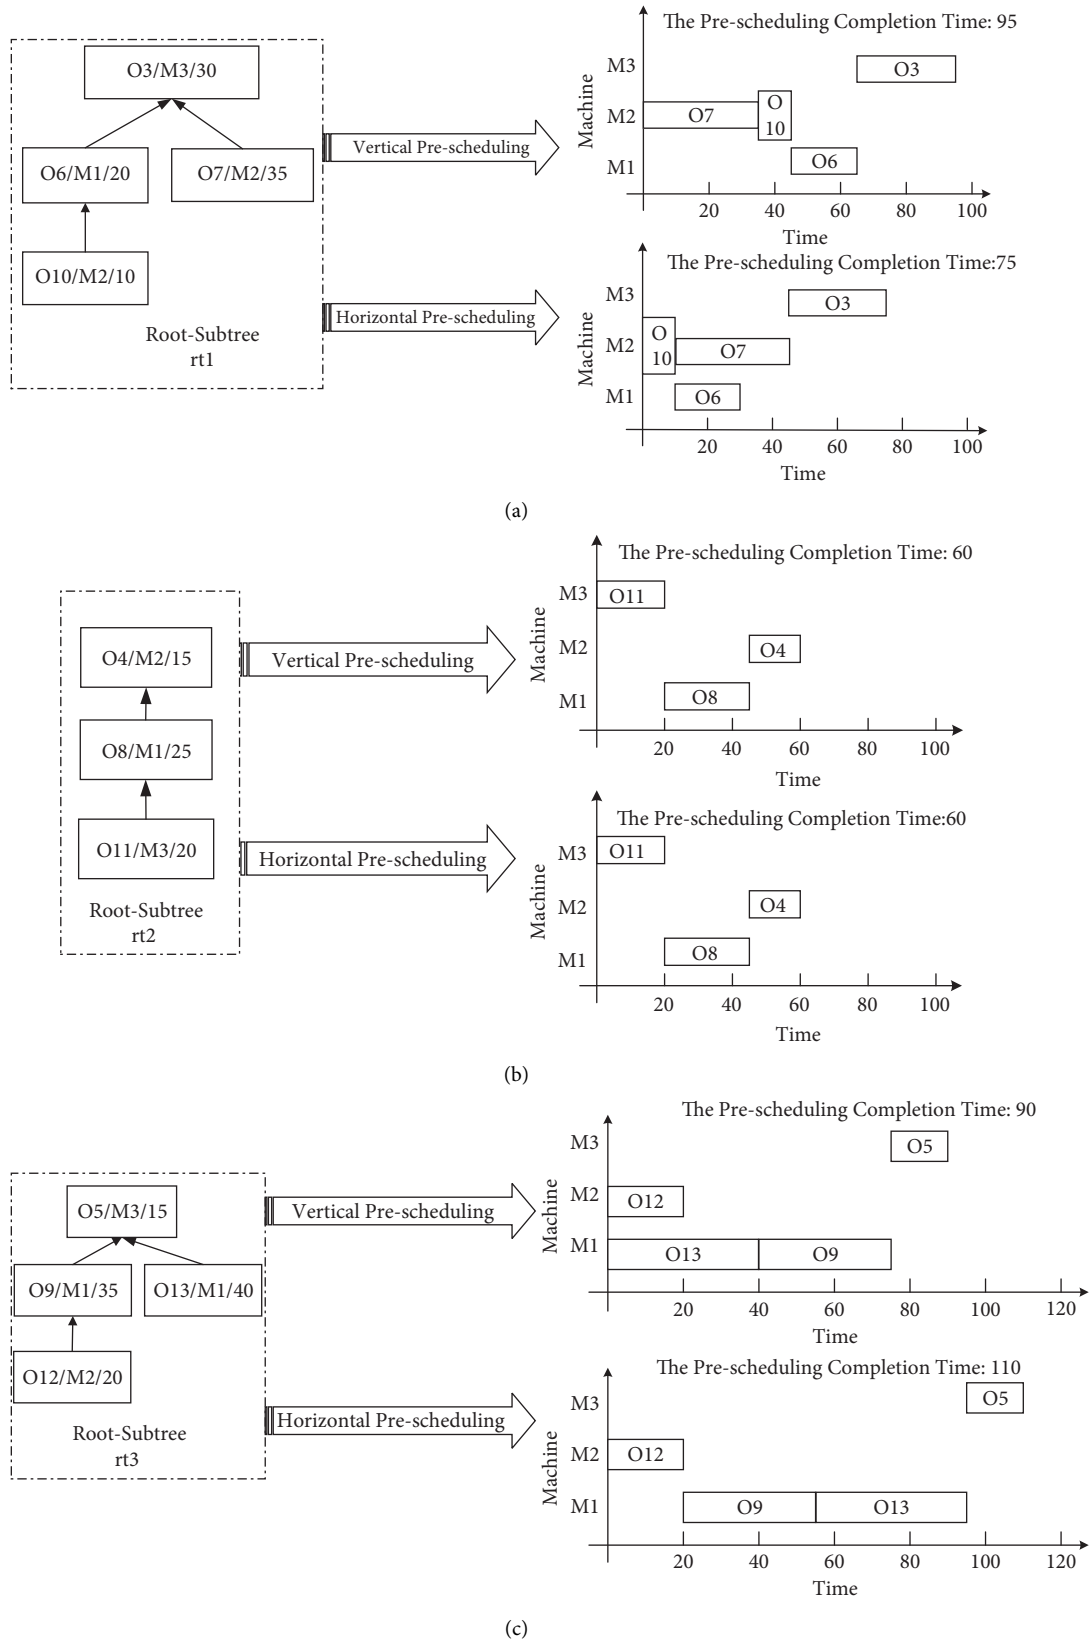 The Pre-scheduling Completion Time: 95
O3/M3/30
O6/M1/20
O7/M2/35
O10/M2/10
Root-Subtree
rt1
Vertical Pre-scheduling
Horizontal Pre-scheduling
Machine
M3
M2
M1
O3
O7
O
10
O6
20 40 60 80 100
Time
The Pre-scheduling Completion Time:75
Machine
M3
M2
M1
O3
O
10
O7
O6
20 40 60 80 100
Time
(a)
The Pre-scheduling Completion Time: 60
O4/M2/15
O8/M1/25
O11/M3/20
Root-Subtree
rt2
Vertical Pre-scheduling
Horizontal Pre-scheduling
Machine
M3
M2
M1
O11
O4
O8
20 40 60 80 100
Time
The Pre-scheduling Completion Time:60
Machine
M3
M2
M1
O11
O4
O8
20 40 60 80 100
Time
(b)
The Pre-scheduling Completion Time: 90
O5/M3/15
O9/M1/35
O13/M1/40
O12/M2/20
Root-Subtree
rt3
Vertical Pre-scheduling
Horizontal Pre-scheduling
Machine
M3
M2
M1
O5
O12
O13 O9
20 40 60 80 100 120
Time
The Pre-scheduling Completion Time: 110
Machine
M3
M2
M1
O5
O12
O9 O13
20 40 60 80 100 120
Time
(c)